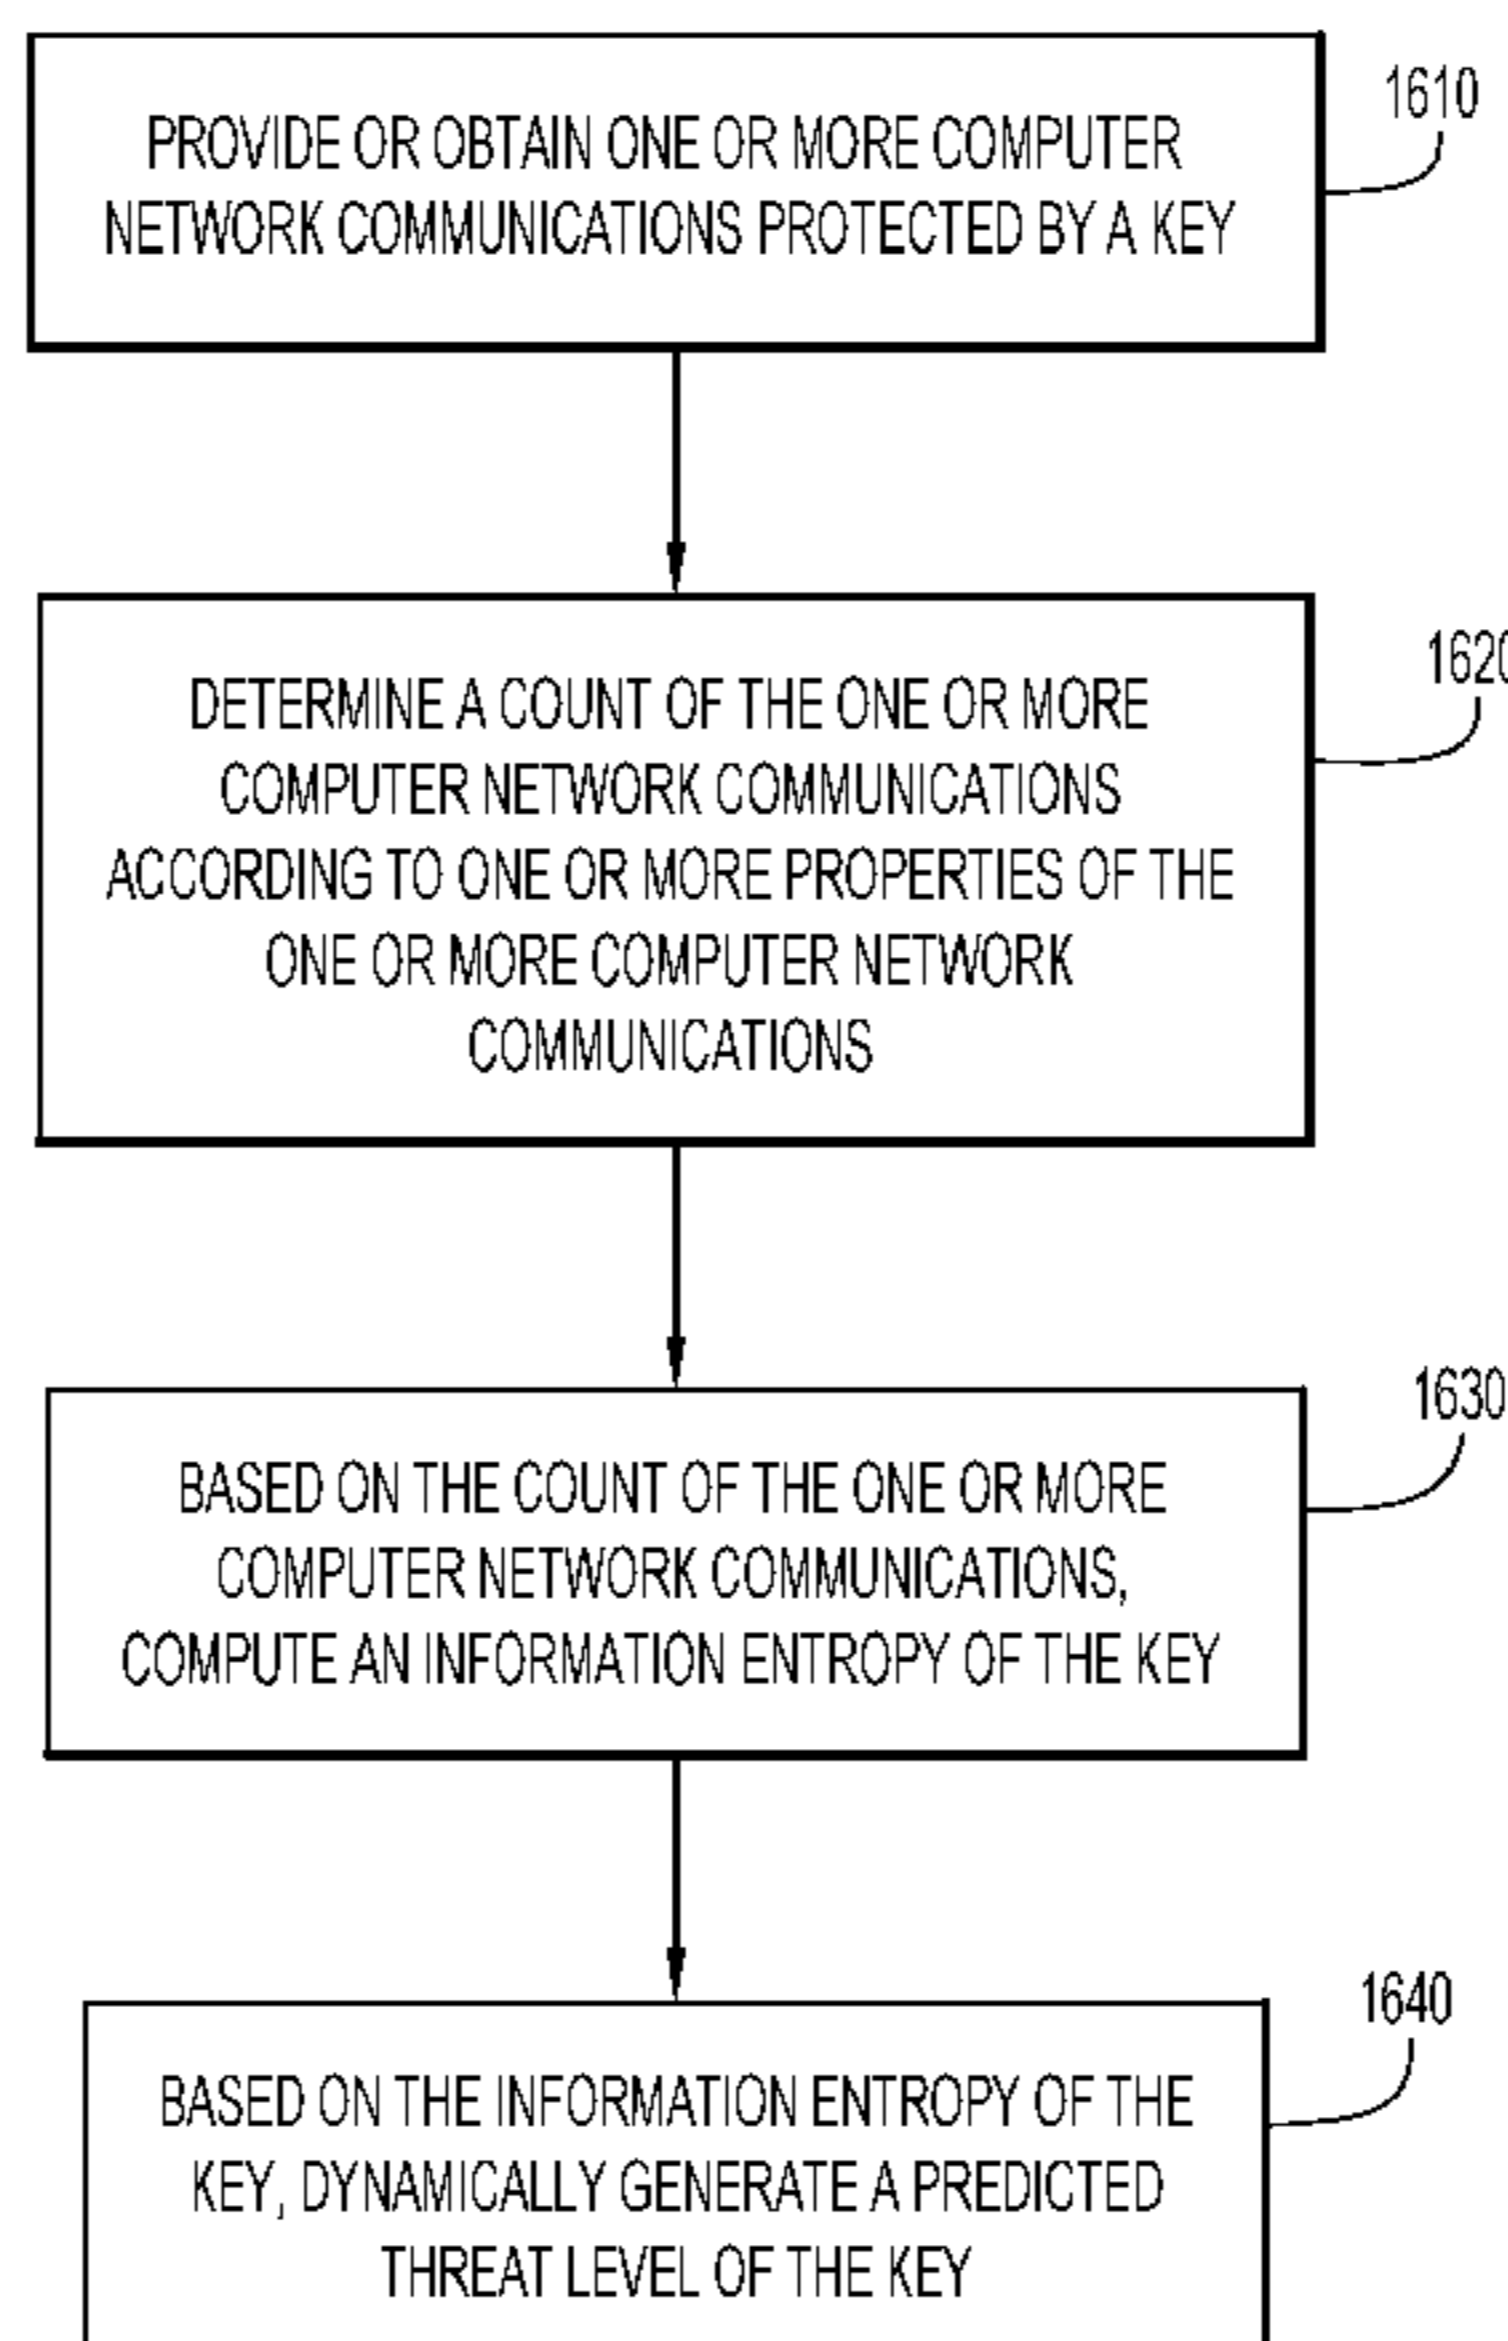 1610
PROVIDE OR OBTAIN ONE OR MORE COMPUTER
NETWORK COMMUNICATIONS PROTECTED BY A KEY
1620
DETERMINE A COUNT OF THE ONE OR MORE
COMPUTER NETWORK COMMUNICATIONS
ACCORDING TO ONE OR MORE PROPERTIES OF THE
ONE OR MORE COMPUTER NETWORK
COMMUNICATIONS
1630
BASED ON THE COUNT OF THE ONE OR MORE
COMPUTER NETWORK COMMUNICATIONS,
COMPUTE AN INFORMATION ENTROPY OF THE KEY
1640
BASED ON THE INFORMATION ENTROPY OF THE
KEY, DYNAMICALLY GENERATE A PREDICTED
THREAT LEVEL OF THE KEY